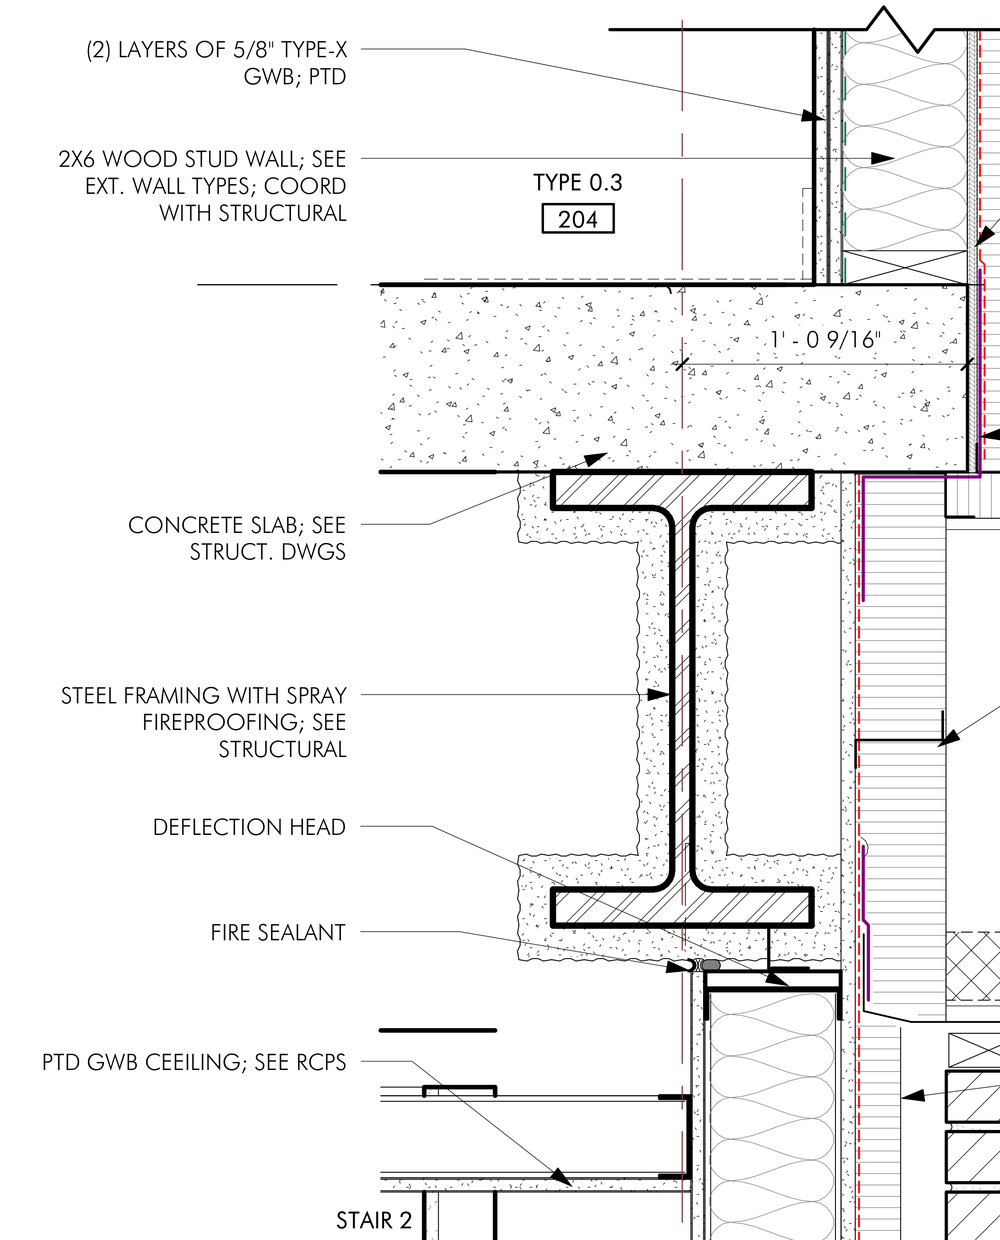 (2) LAYERS OF 5/8" TYPE-X
GWB; PTD
2X6 WOOD STUD WALL; SEE
EXT. WALL TYPES; COORD
WITH STRUCTURAL
TYPE 0.3
204
1' - 0 9/16"
CONCRETE SLAB; SEE
STRUCT. DWGS
STEEL FRAMING WITH SPRAY
FIREPROOFING; SEE
STRUCTURAL
DEFLECTION HEAD
FIRE SEALANT
PTD GWB CEEILING; SEE RCPS
STAIR 2